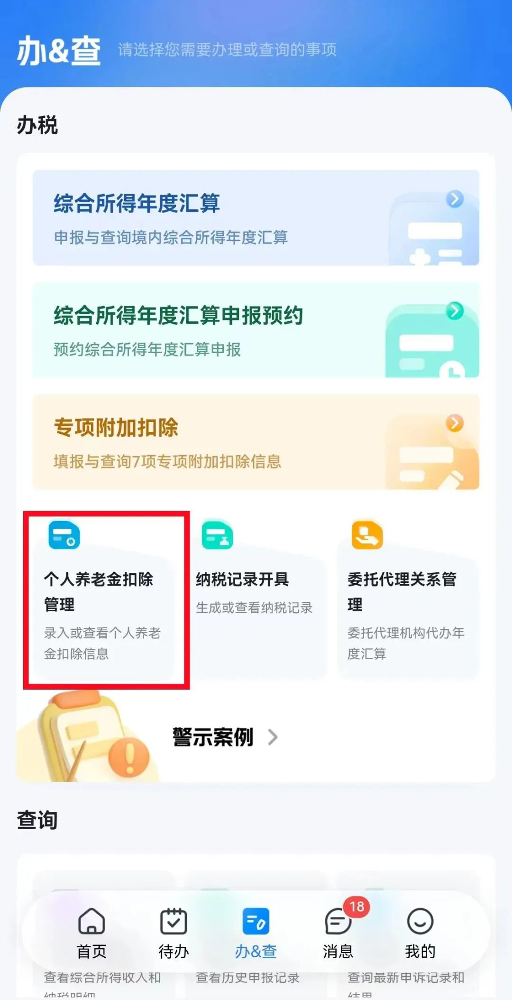 办&查 请选择您需要办理或查询的事项
办税
综合所得年度汇算
申报与查询境内综合所得年度汇算
综合所得年度汇算申报预约
预约综合所得年度汇算申报
专项附加扣除
填报与查询7项专项附加扣除信息
个人养老金扣除
管理
录入或查看个人养老
金扣除信息
纳税记录开具
生成或查看纳税记录
委托代理关系管
理
委托代理机构代办年
度汇算
警示案例
查询
18
首页 待办 办&查 消息 我的
查看综合所得收入和
纳税明细
查看历史申报记录
查询最新申诉记录和
结果